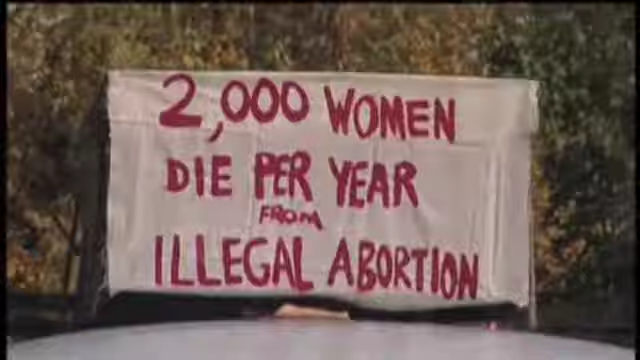 2,000 WOMEN
DIE PER YEAR
FROM
ILLEGAL ABORTION